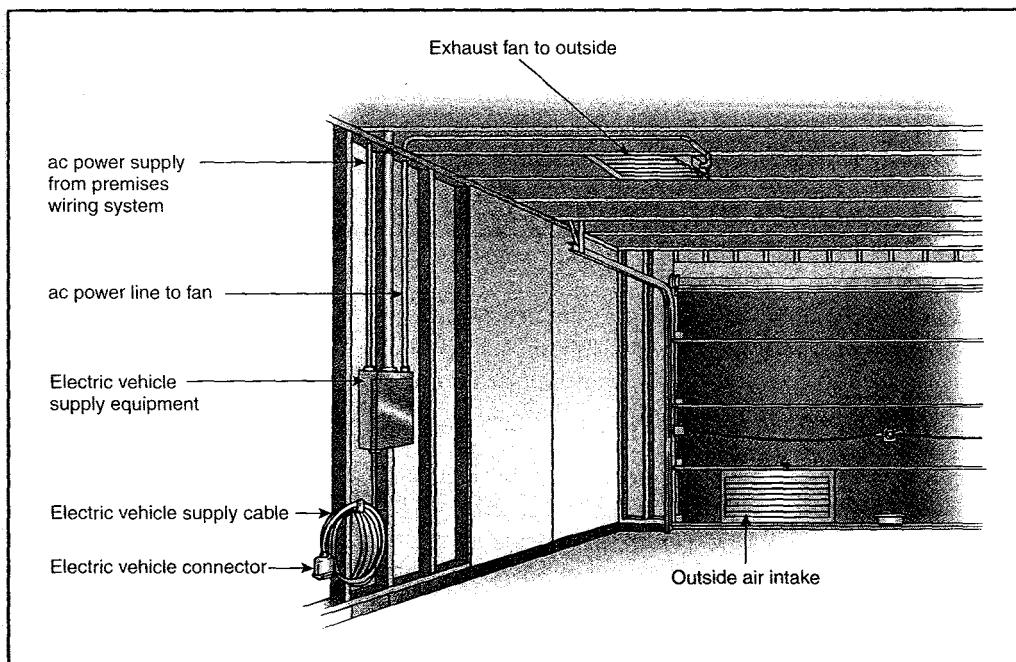 Exhaust fan to outside
ac power supply
from premises
wiring system
ac power line to fan
Electric vehicle
supply equipment
Electric vehicle supply cable
Electric vehicle connector
Outside air intake